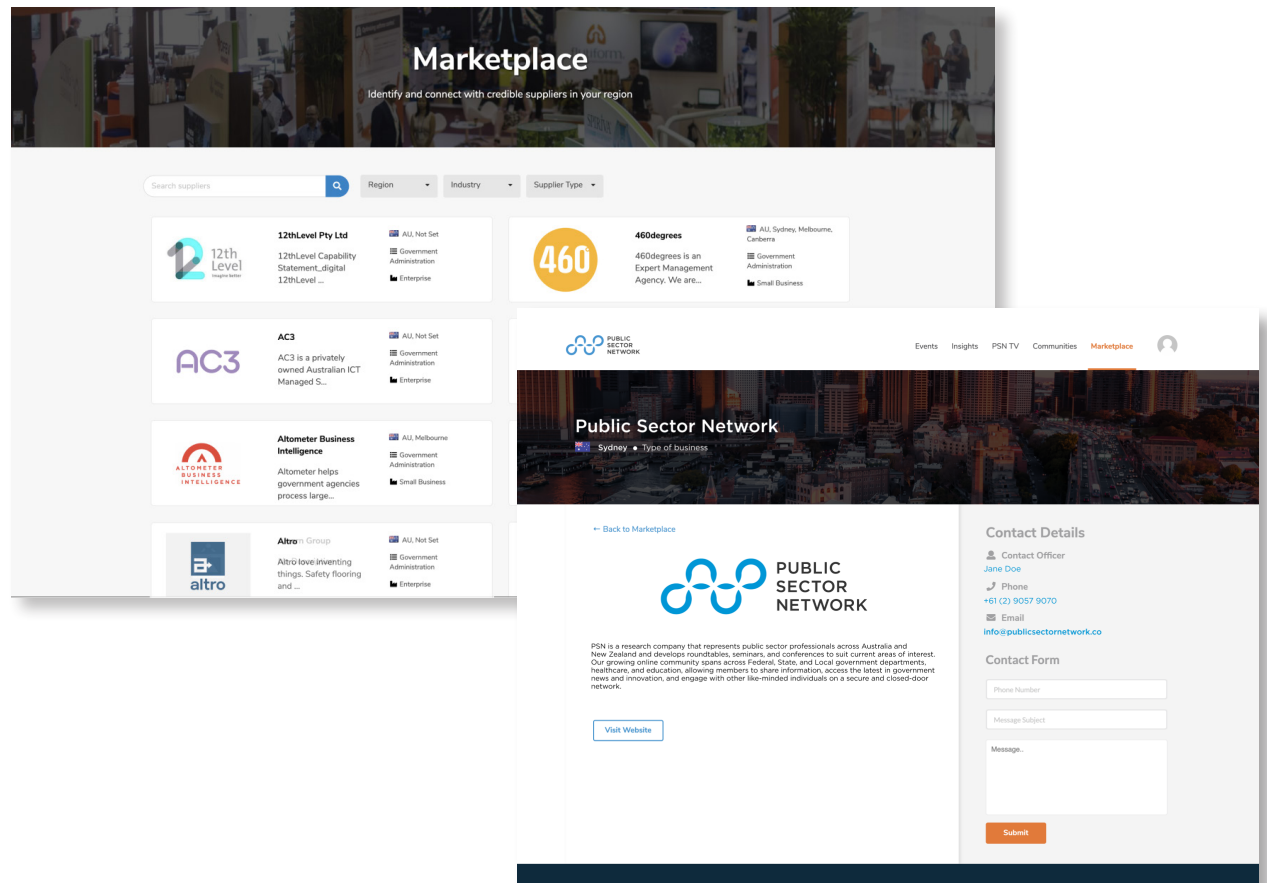 Marketplace
Identify and connect with credible suppliers in your region
Search suppliers
Region
Industry
Supplier Type
12th
Level
Imagine better
12thLevel Pty Ltd
12thLevel Capability
Statement_digital
12thLevel ...
AU, Not Set
Government
Administration
Enterprise
460
460degrees
460degrees is an
Expert Management
Agency. We are...
AU, Sydney, Melbourne,
Canberra
Government
Administration
Small Business
AC3
AC3
AC3 is a privately
owned Australian ICT
Managed S...
AU, Not Set
Government
Administration
Enterprise
ALTOMETER
BUSINESS
INTELLIGENCE
Altometer Business
Intelligence
Altometer helps
government agencies
process large...
AU, Melbourne
Government
Administration
Small Business
altro
Altro
Altro love inventing
things. Safety flooring
and ...
AU, Not Set
Government
Administration
Enterprise
PUBLIC
SECTOR
NETWORK
Events Insights PSN TV Communities Marketplace
Public Sector Network
Sydney • Type of business
← Back to Marketplace
PUBLIC
SECTOR
NETWORK
PSN is a research company that represents public sector professionals across Australia and
New Zealand and develops roundtables, seminars, and conferences to suit current areas of interest.
Our growing online community spans across Federal, State, and Local government departments,
healthcare, and education, allowing members to share information, access the latest in government
news and innovation, and engage with other like-minded individuals on a secure and closed-door
network.
Visit Website
Contact Details
Contact Officer
Jane Doe
Phone
+61 (2) 9057 9070
Email
info@publicsectornetwork.co
Contact Form
Phone Number
Message Subject
Message..
Submit